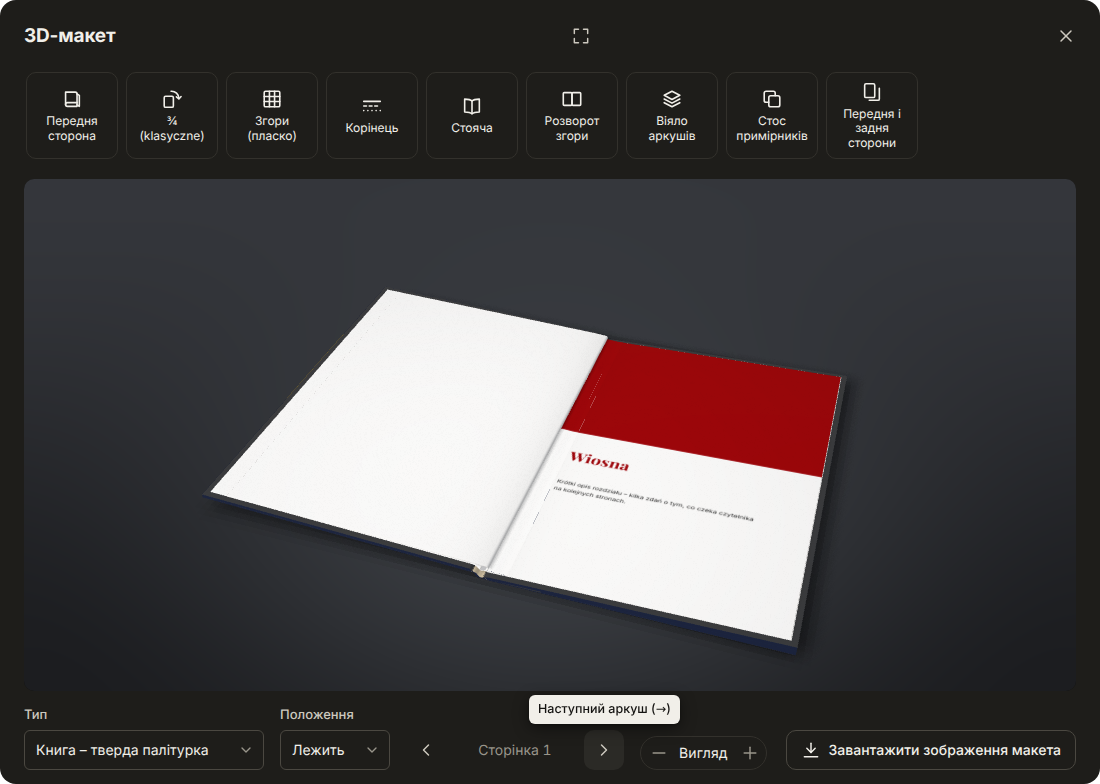 3D-макет
Передня
сторона
¾
(klasyczne)
Згори
(пласко)
Корінець
Стояча
Розворот
згори
Віяло
аркушів
Стос
примірників
Передня і
задня
сторони
Wiosna
Krótki opis rozdziału – kilka zdań o tym, co czeka czytelnika
na kolejnych stronach.
Наступний аркуш (→)
Тип
Положення
Книга – тверда палітурка
Лежить
Сторінка 1
Вигляд
Завантажити зображення макета